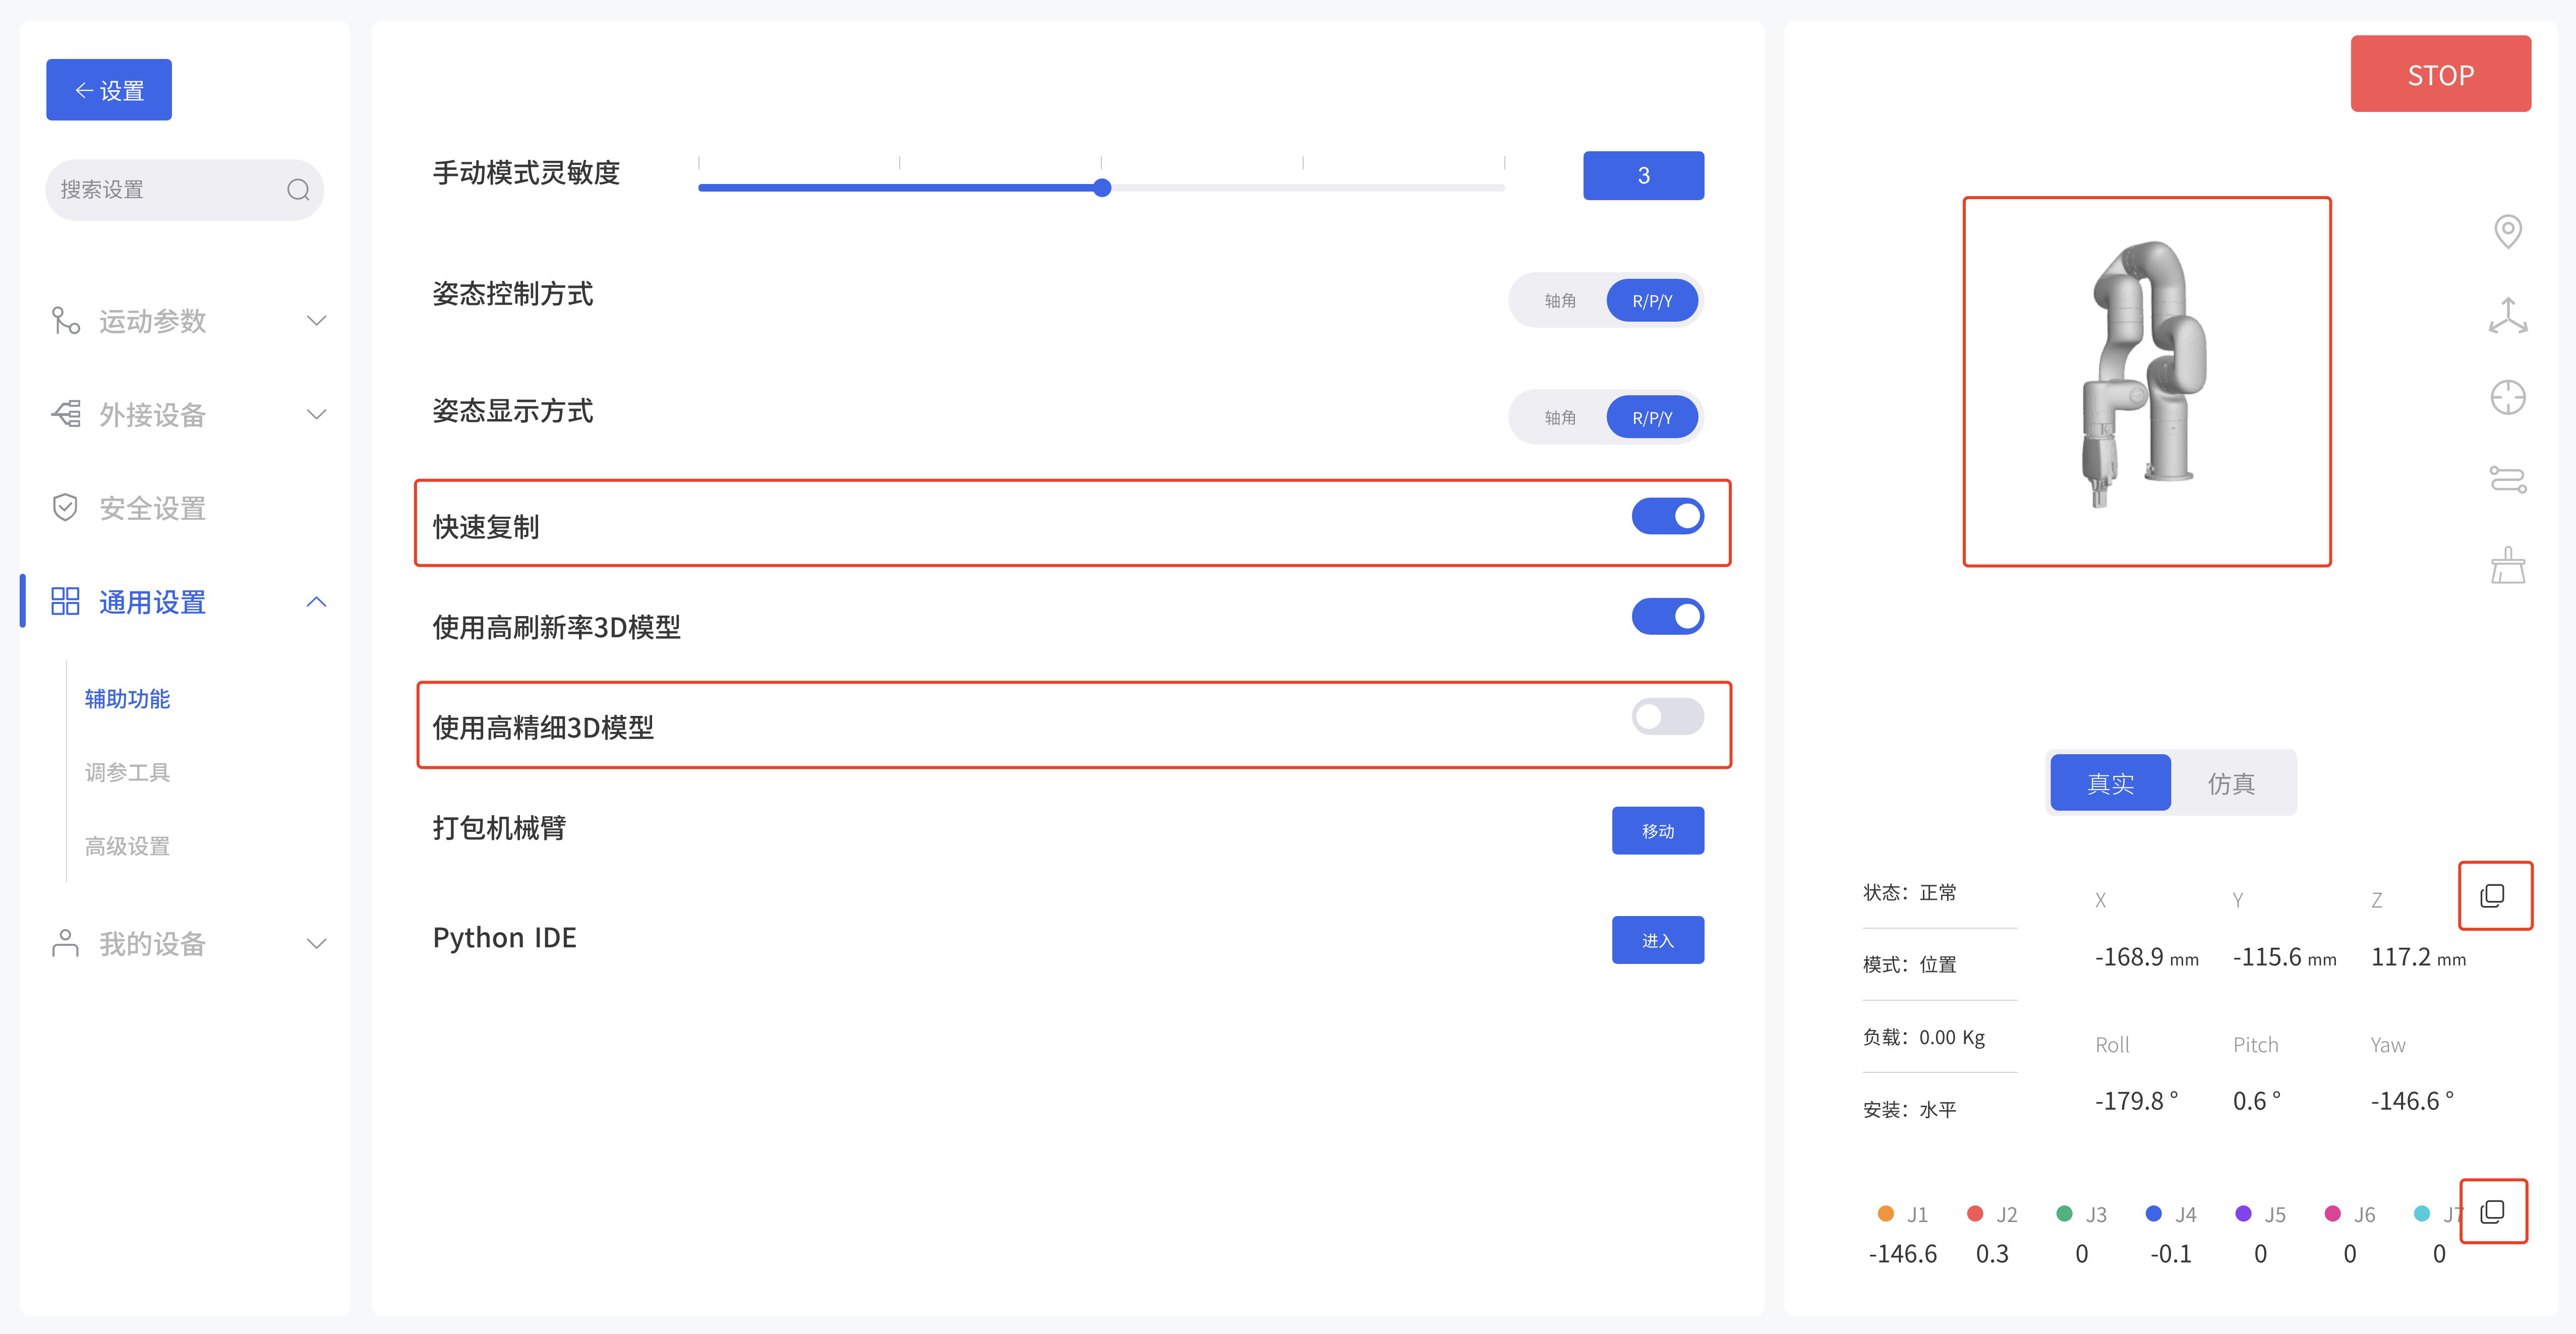 ← 设置
搜索设置
运动参数
外接设备
安全设置
通用设置
辅助功能
调参工具
高级设置
我的设备
手动模式灵敏度
3
姿态控制方式
轴角 R/P/Y
姿态显示方式
轴角 R/P/Y
快速复制
使用高刷新率3D模型
使用高精细3D模型
打包机械臂
移动
Python IDE
进入
STOP
真实 仿真
状态：正常
模式：位置
负载：0.00 Kg
安装：水平
X Y Z
-168.9 mm -115.6 mm 117.2 mm
Roll Pitch Yaw
-179.8 ° 0.6 ° -146.6 °
J1 J2 J3 J4 J5 J6 J7
-146.6 0.3 0 -0.1 0 0 0